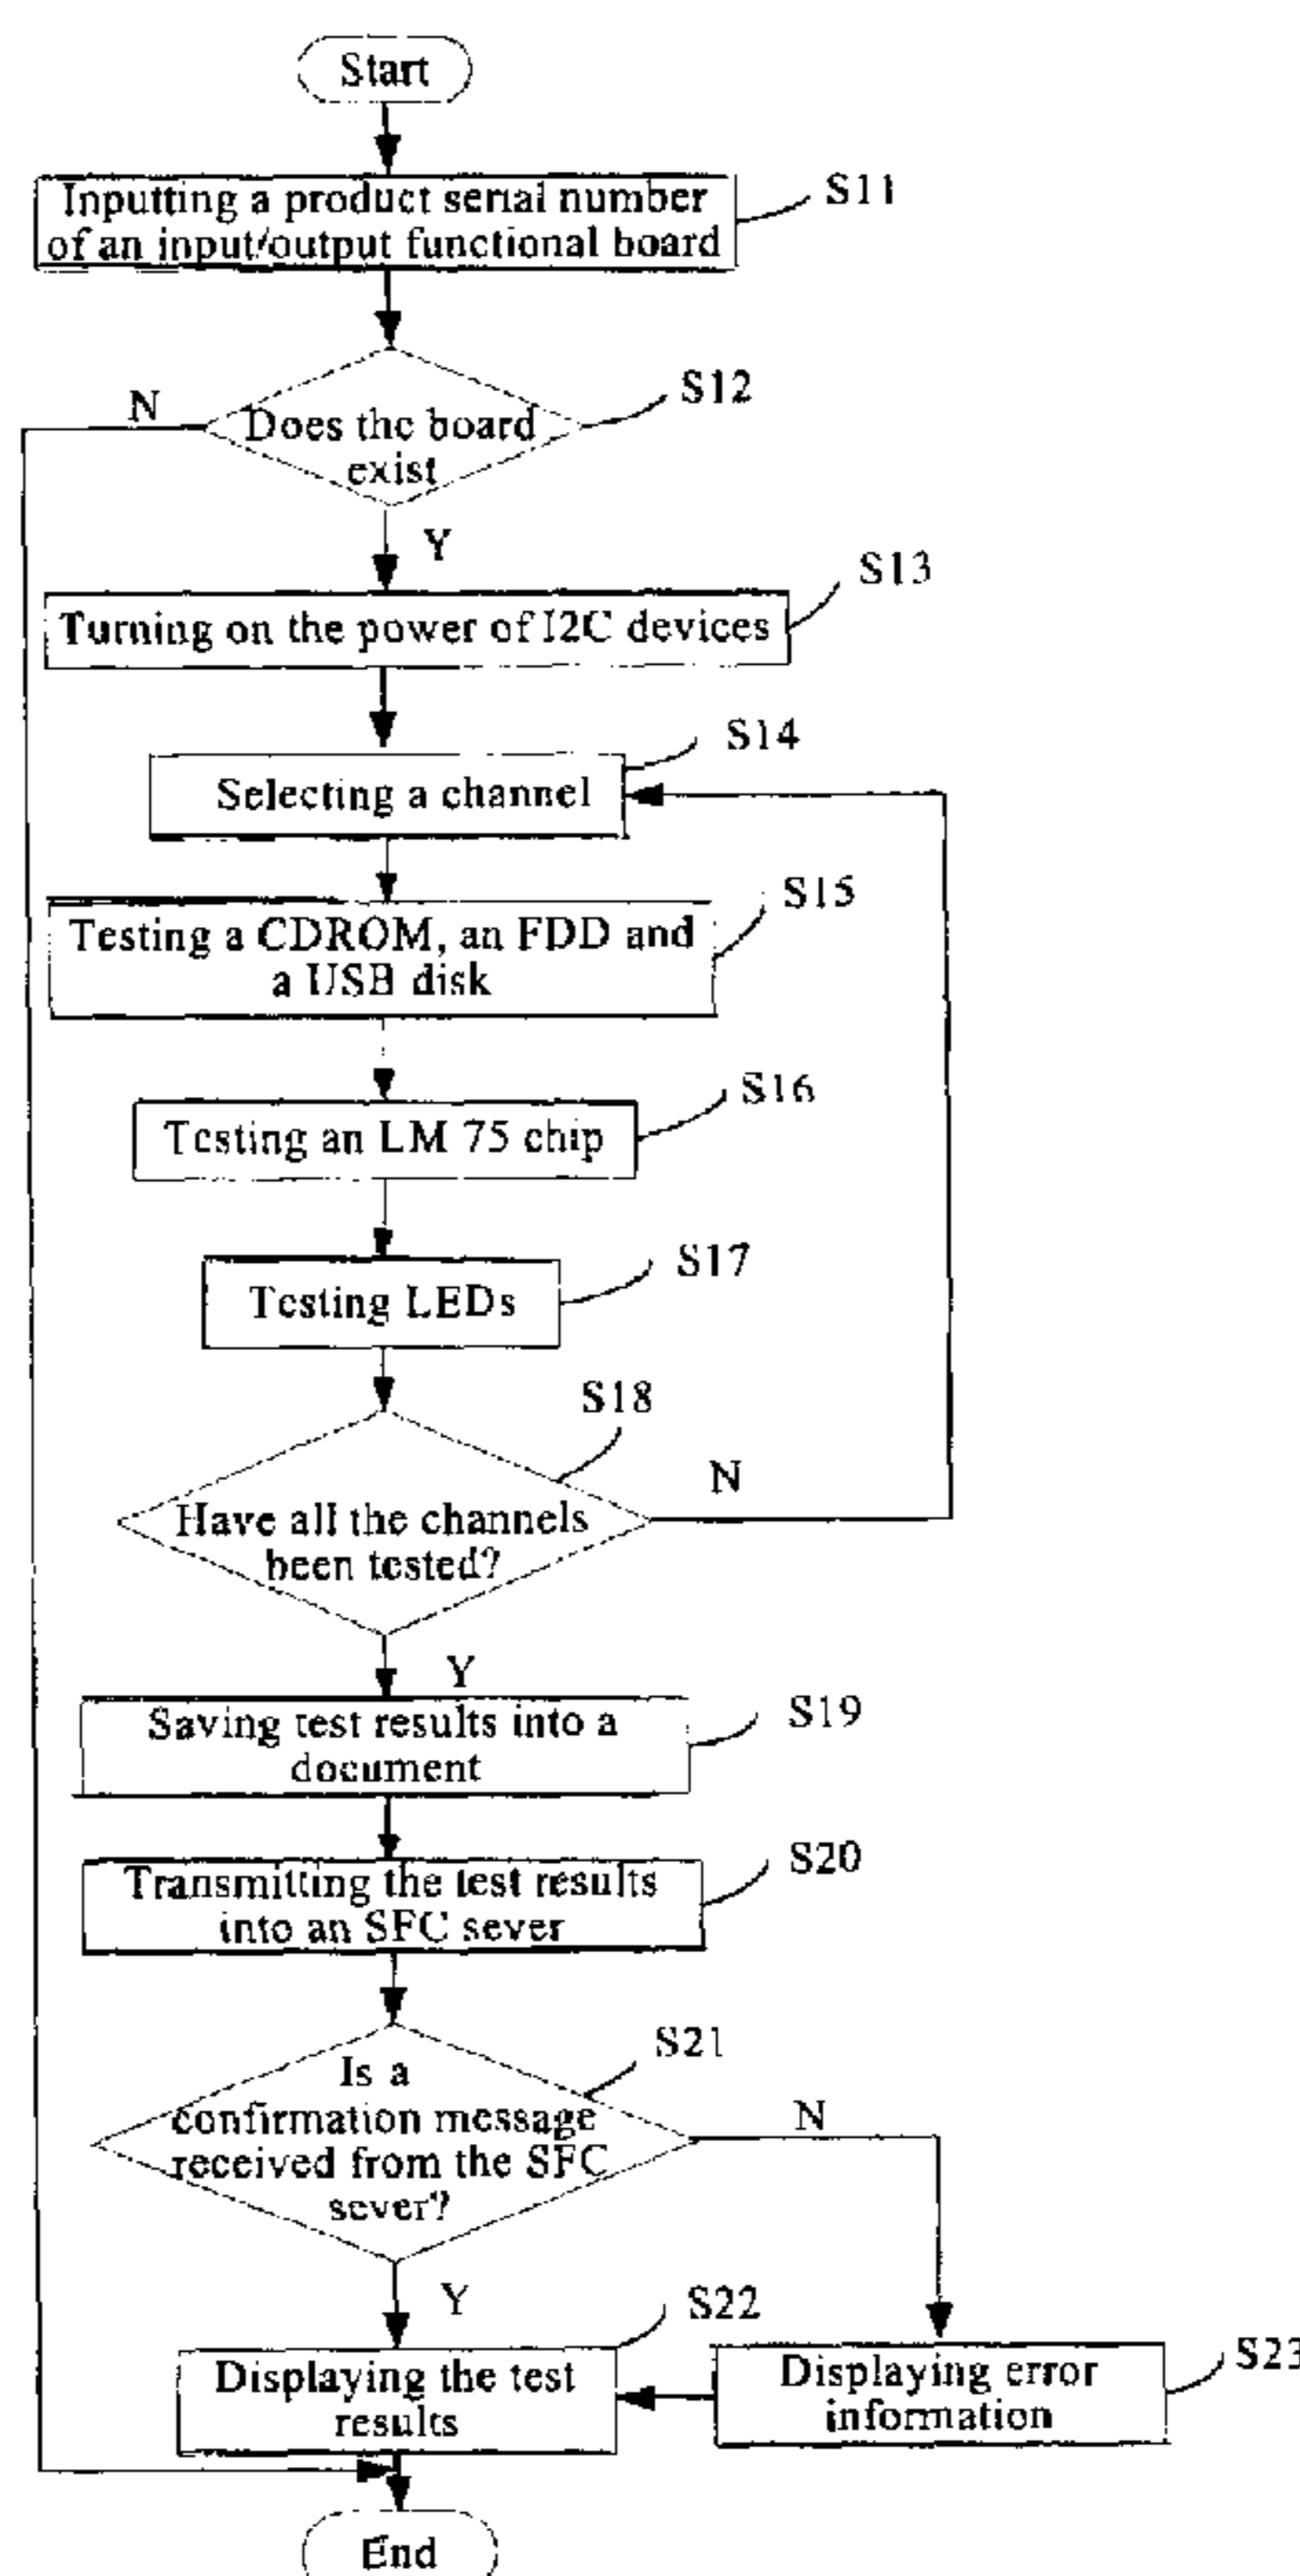 Start
Inputting a product serial number
of an input/output functional board
S11
N
Does the board
exist
S12
Y
Turning on the power of I2C devices
S13
Selecting a channel
S14
Testing a CDROM, an FDD and
a USB disk
S15
Testing an LM 75 chip
S16
Testing LEDs
S17
Have all the channels
been tested?
S18
N
Y
Saving test results into a
document
S19
Transmitting the test results
into an SFC sever
S20
Is a
confirmation message
received from the SFC
sever?
S21
N
Y
Displaying the test
results
S22
Displaying error
information
S23
End